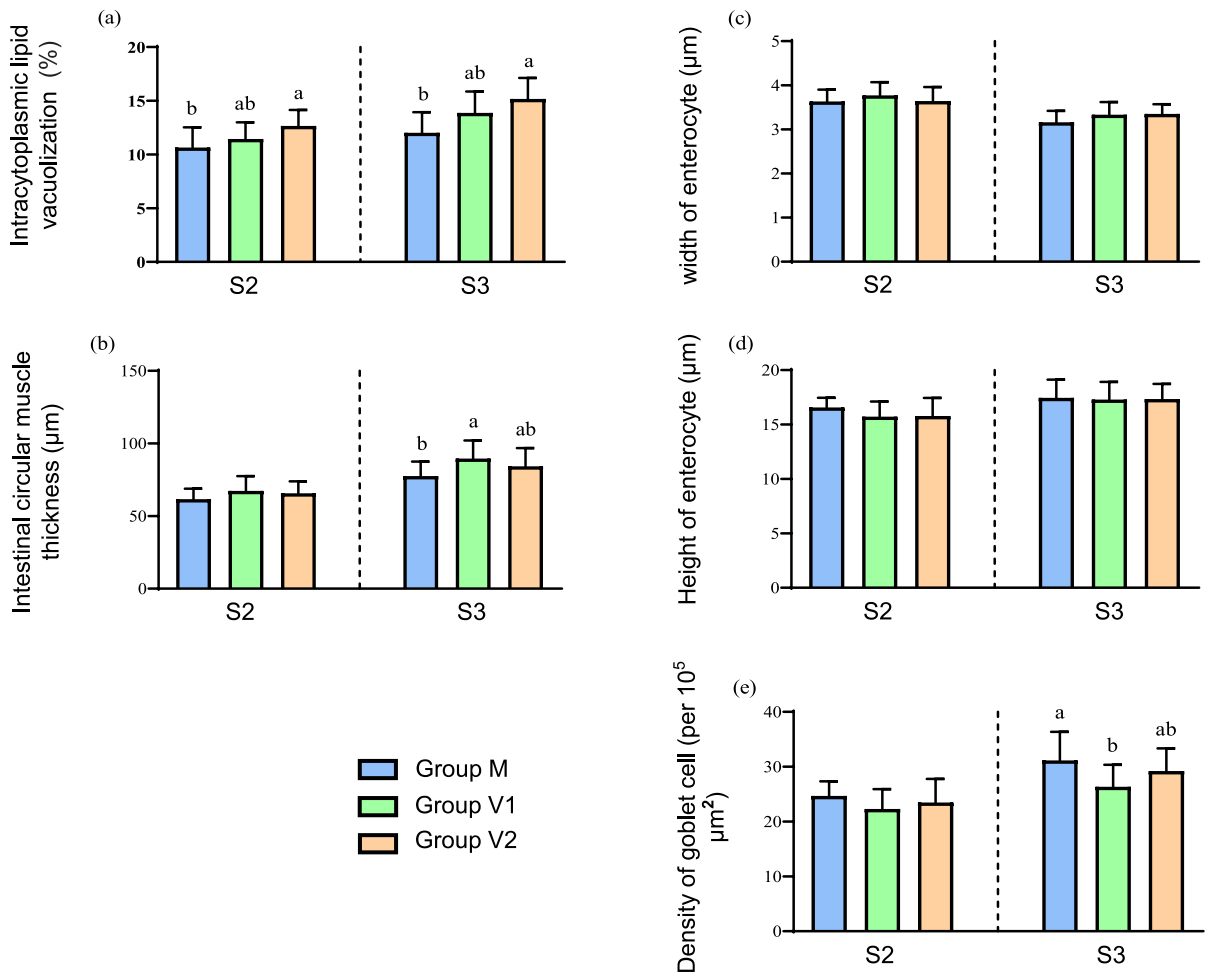 (a)
Intracytoplasmic lipid
vacuolization (%)
20
15
10
5
0
b
ab
a
b
ab
a
S2
S3
(c)
width of enterocyte (μm)
5
4
3
2
1
0
S2
S3
(b)
Intestinal circular muscle
thickness (μm)
150
100
50
0
b
a
ab
S2
S3
(d)
Height of enterocyte (μm)
20
15
10
5
0
S2
S3
Group M
Group V1
Group V2
(e)
Density of goblet cell (per 10⁵
μm²)
40
30
20
10
0
a
b
ab
S2
S3